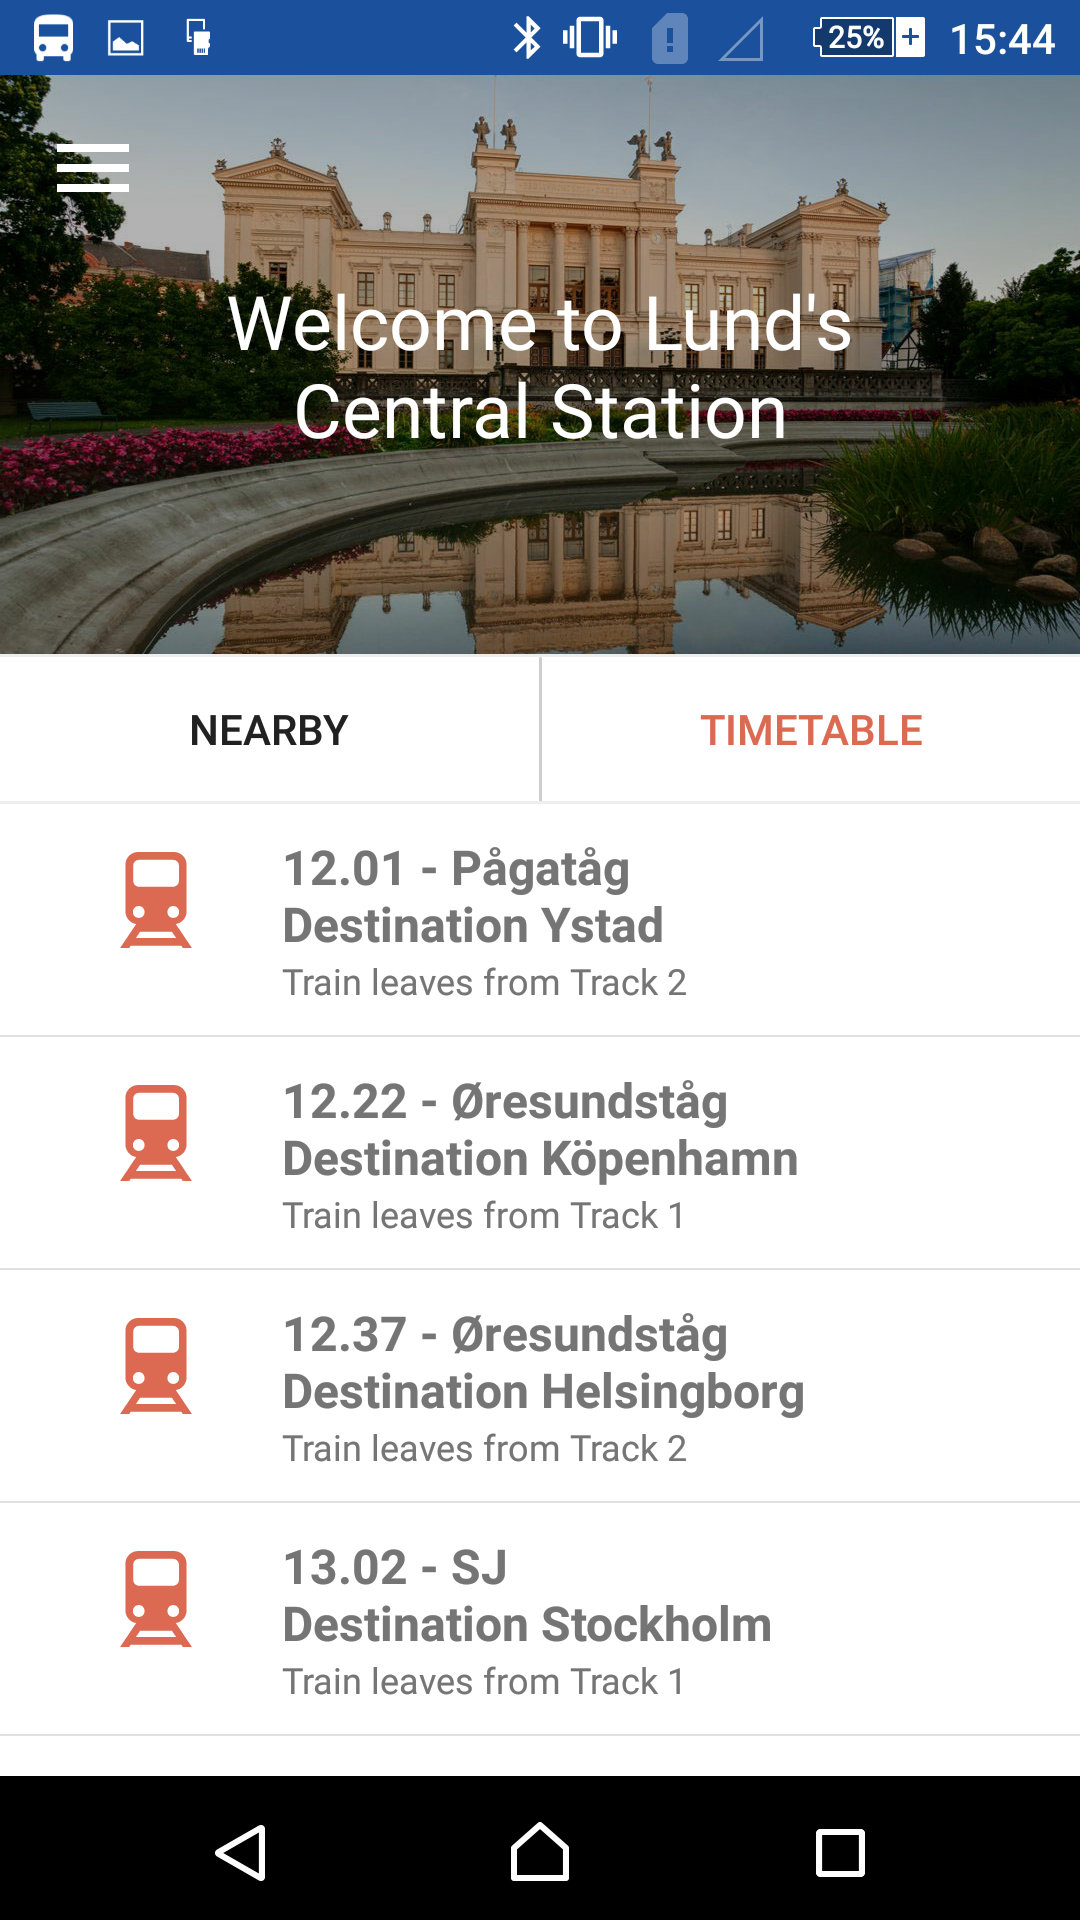 25%
15:44
Welcome to Lund's
Central Station
NEARBY
TIMETABLE
12.01 - Pågatåg
Destination Ystad
Train leaves from Track 2
12.22 - Øresundståg
Destination Köpenhamn
Train leaves from Track 1
12.37 - Øresundståg
Destination Helsingborg
Train leaves from Track 2
13.02 - SJ
Destination Stockholm
Train leaves from Track 1